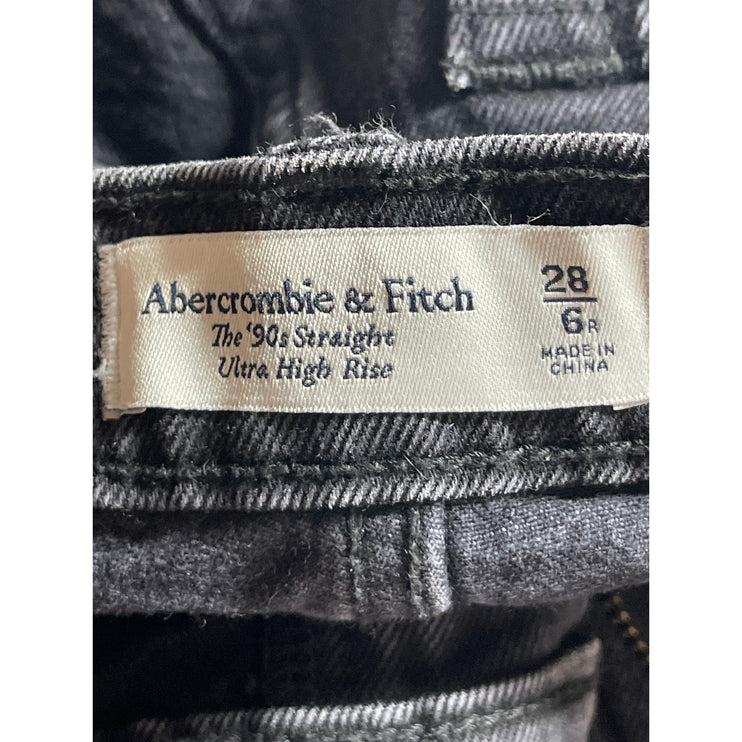 Abercrombie & Fitch
The '90s Straight
Ultra High Rise
28
6R
MADE IN
CHINA